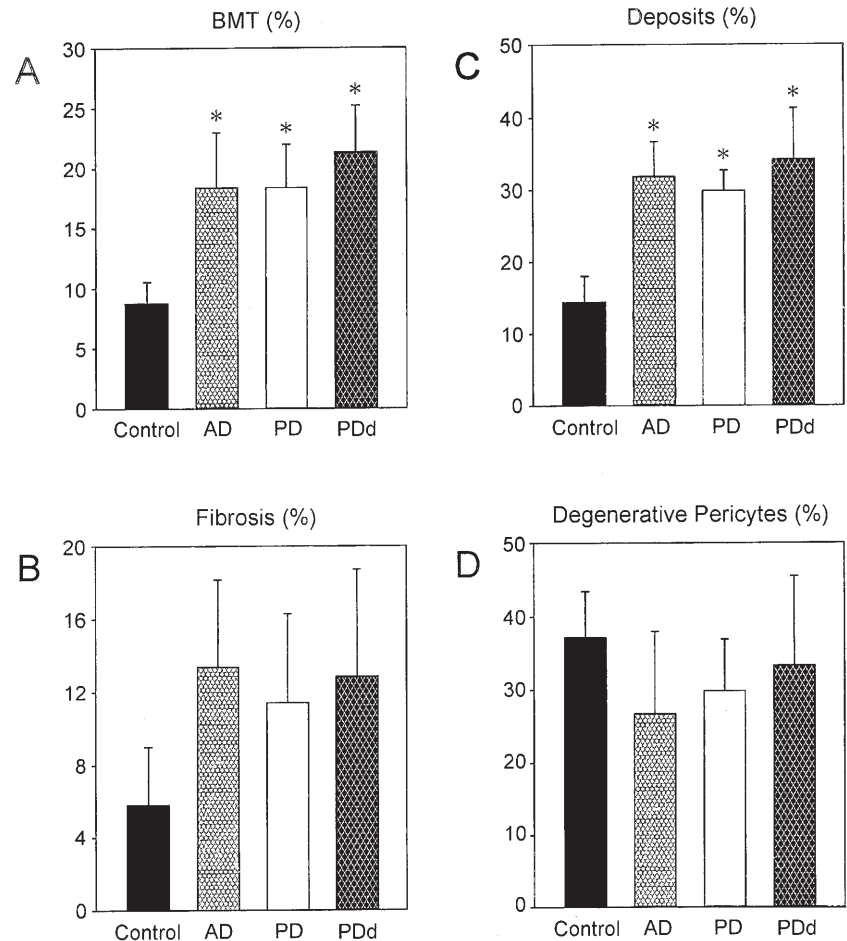 A
BMT (%)
30
25
20
15
10
5
0
* * *
Control AD PD PDd
C
Deposits (%)
50
40
30
20
10
0
* * *
Control AD PD PDd
B
Fibrosis (%)
20
16
12
8
4
0
Control AD PD PDd
D
Degenerative Pericytes (%)
50
40
30
20
10
0
Control AD PD PDd